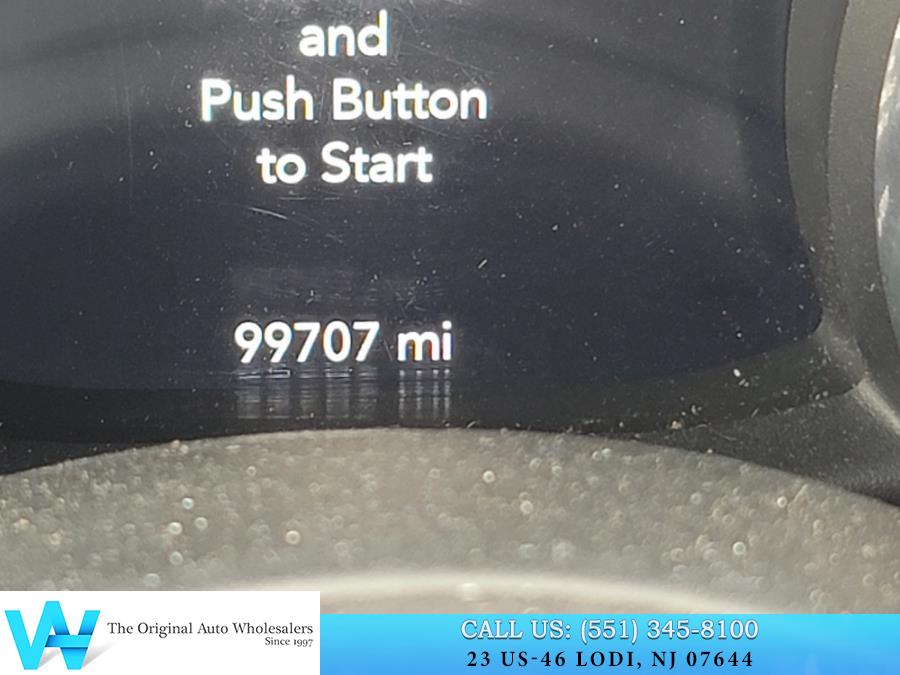 and
Push Button
to Start
99707 mi
The Original Auto Wholesalers
Since 1997
CALL US: (551) 345-8100
23 US-46 LODI, NJ 07644